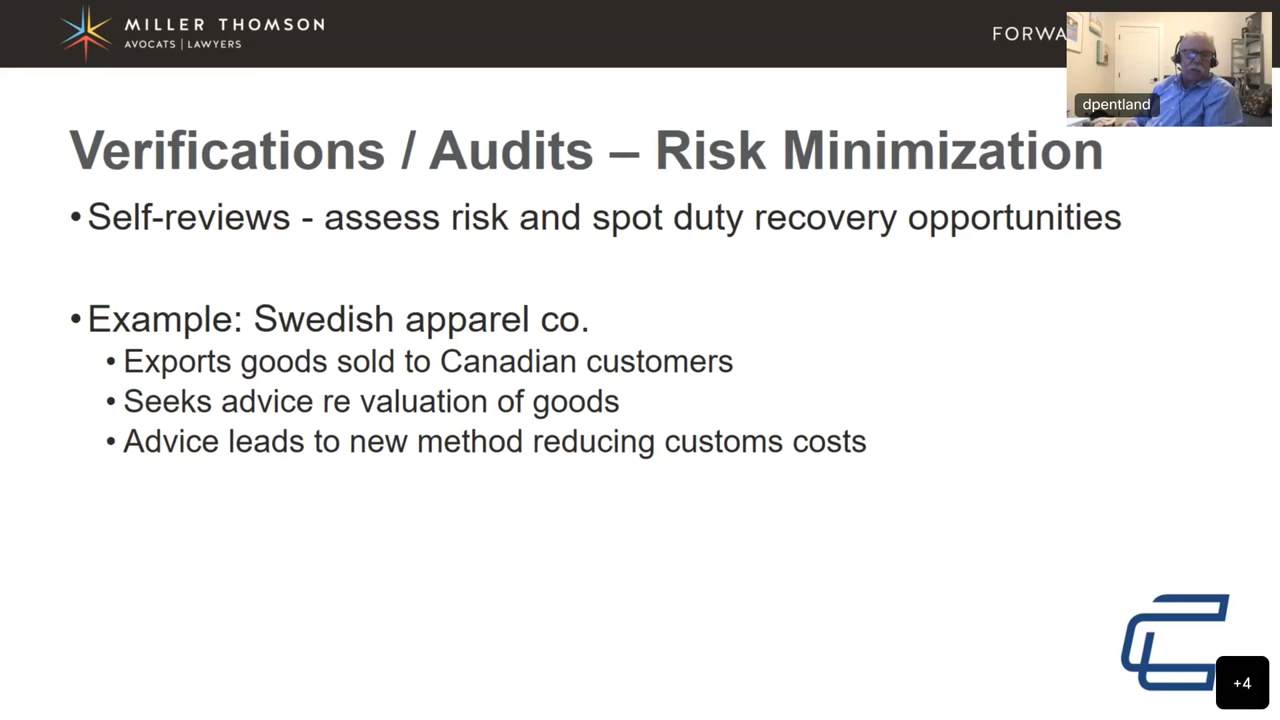 MILLER THOMSON
AVOCATS | LAWYERS
FORWA
dpentland
Verifications / Audits – Risk Minimization
•Self-reviews - assess risk and spot duty recovery opportunities
•Example: Swedish apparel co.
•Exports goods sold to Canadian customers
•Seeks advice re valuation of goods
•Advice leads to new method reducing customs costs
+4